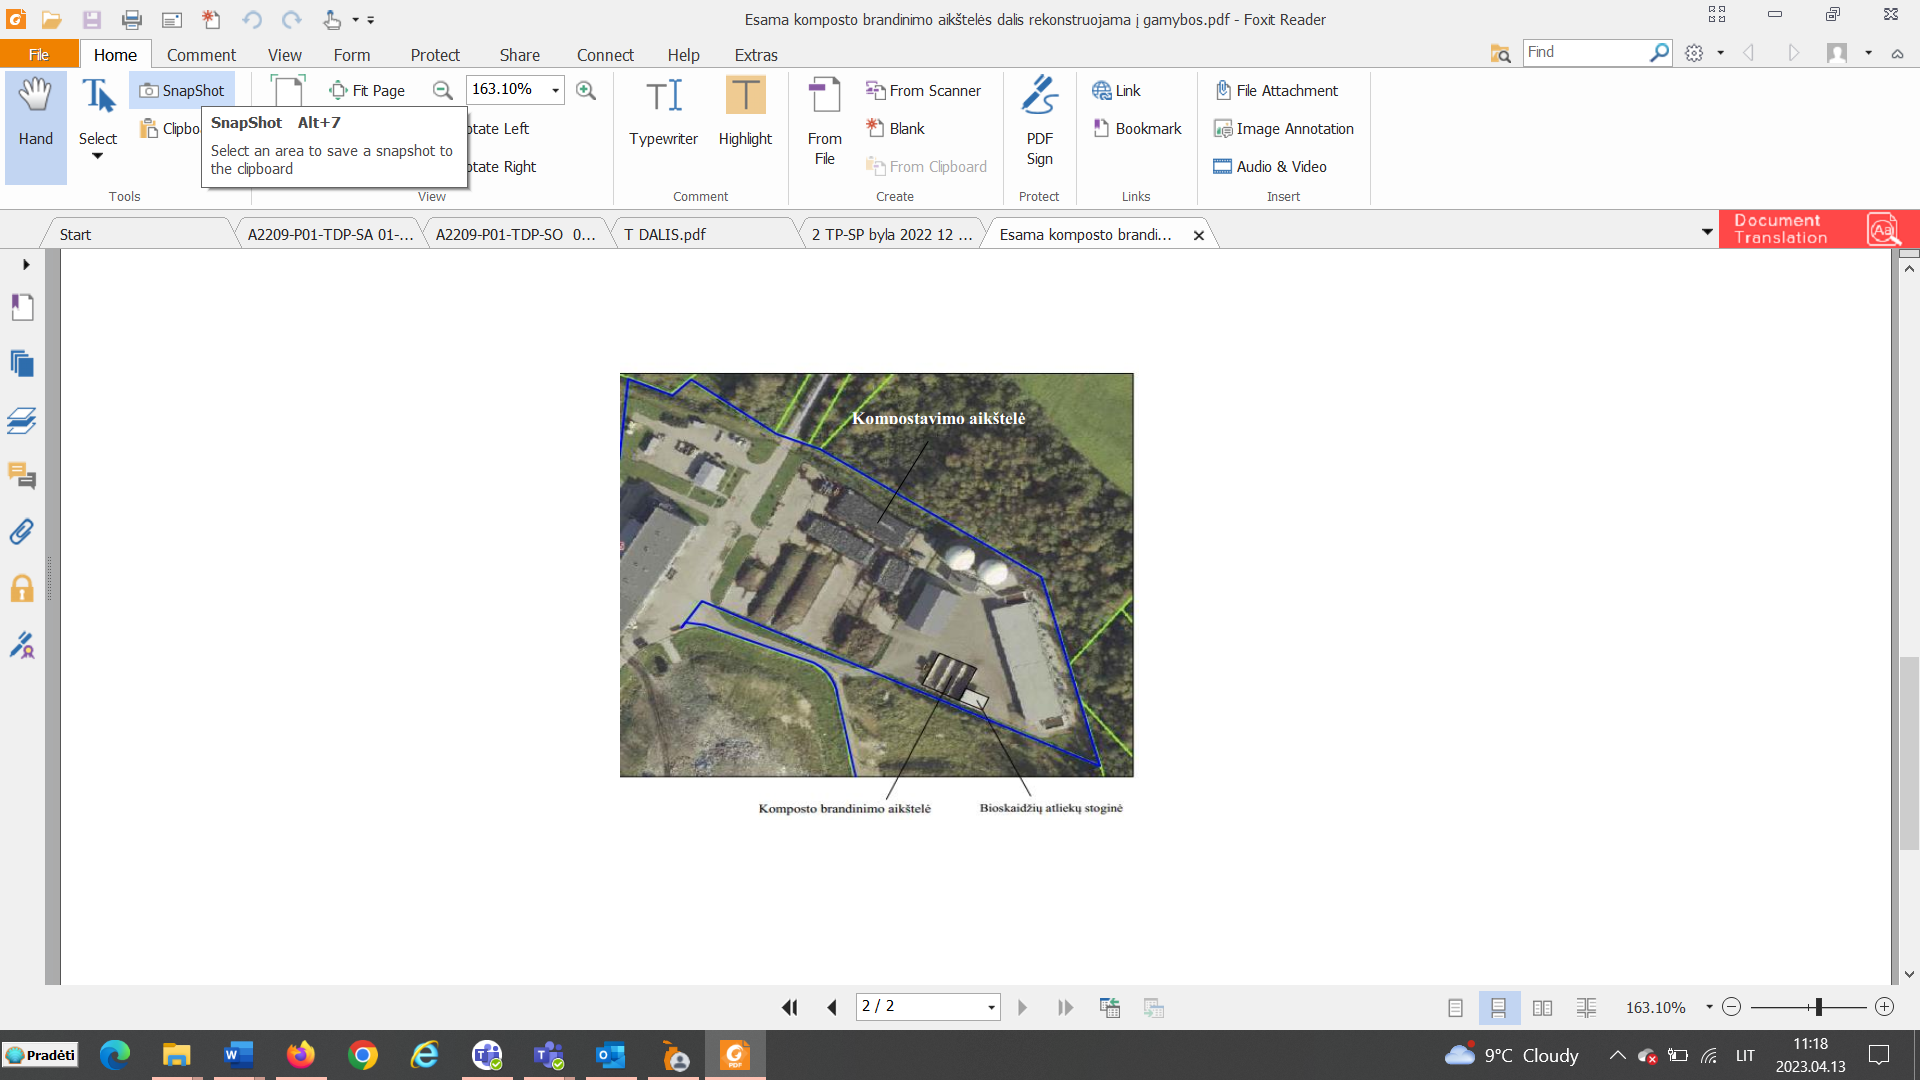 Esama komposto brandinimo aikštelės dalis rekonstruojama į gamybos.pdf - Foxit Reader
File Home Comment View Form Protect Share Connect Help Extras
Find
Hand
Select
SnapShot
Clipbo
SnapShot Alt+7
Select an area to save a snapshot to
the clipboard
Fit Page
163.10%
otate Left
otate Right
Typewriter
Highlight
From
File
From Scanner
Blank
From Clipboard
PDF
Sign
Link
Bookmark
File Attachment
Image Annotation
Audio & Video
Tools View Comment Create Protect Links Insert
Start
A2209-P01-TDP-SA 01-...
A2209-P01-TDP-SO 0...
T DALIS.pdf
2 TP-SP byla 2022 12 ...
Esama komposto brandi...
Document
Translation
Kompostavimo aikštelė
Komposto brandinimo aikštelė
Bioskaidžių atliekų stoginė
2 / 2
163.10%
Pradėti
9°C Cloudy
LIT
11:18
2023.04.13